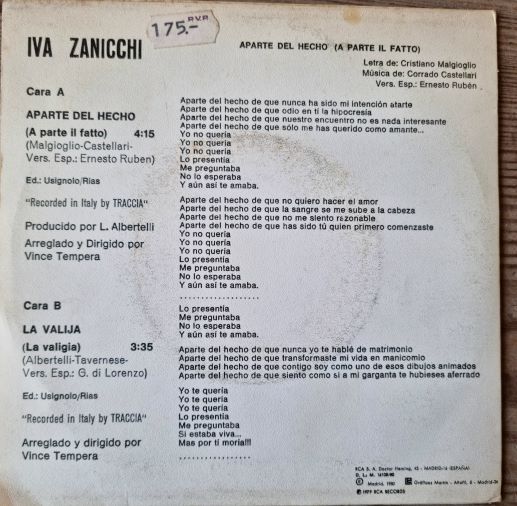 175.- R.V.P.
IVA ZANICCHI
Cara A
APARTE DEL HECHO
(A parte il fatto) 4:15
(Malgioglio-Castellari-
Vers. Esp.: Ernesto Ruben)
Ed.: Usignolo/Rias
"Recorded in Italy by TRACCIA"
Producido por L. Albertelli
Arreglado y Dirigido por
Vince Tempera
Cara B
LA VALIJA
(La valigia) 3:35
(Albertelli-Tavernese-
Vers. Esp.: G. di Lorenzo)
Ed.: Usignolo/Rias
"Recorded in Italy by TRACCIA"
Arreglado y dirigido por
Vince Tempera
APARTE DEL HECHO (A PARTE IL FATTO)
Letra de: Cristiano Malgioglio
Música de: Corrado Castellari
Vers. Esp.: Ernesto Rubén
Aparte del hecho de que nunca ha sido mi intención atarte
Aparte del hecho de que odio en ti la hipocresía
Aparte del hecho de que nuestro encuentro no es nada interesante
Aparte del hecho de que sólo me has querido como amante...
Yo no quería
Yo no quería
Yo no quería
Lo presentía
Me preguntaba
No lo esperaba
Y aún así te amaba.
Aparte del hecho de que no quiero hacer el amor
Aparte del hecho de que la sangre se me sube a la cabeza
Aparte del hecho de que no me siento razonable
Aparte del hecho de que has sido tú quien primero comenzaste
Yo no quería
Yo no quería
Yo no quería
Lo presentía
Me preguntaba
No lo esperaba
Y aún así te amaba.
...................
Lo presentía
Me preguntaba
No lo esperaba
Y aún así te amaba.
Aparte del hecho de que nunca yo te hablé de matrimonio
Aparte del hecho de que transformaste mi vida en manicomio
Aparte del hecho de que contigo soy como uno de esos dibujos animados
Aparte del hecho de que siento como si a mi garganta te hubieses aferrado
Yo te quería
Yo te quería
Yo te quería
Lo presentía
Me preguntaba
Si estaba viva...
Mas por ti moría!!!
.................
RCA S. A. Doctor Fleming, 43 - MADRID-16 (ESPAÑA)
Madrid, 1980
Ⓟ 1979 RCA RECORDS